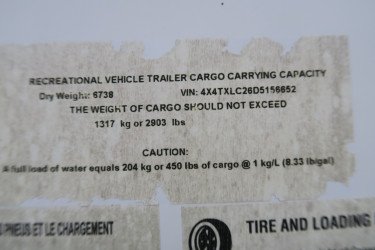 RECREATIONAL VEHICLE TRAILER CARGO CARRYING CAPACITY
Dry Weight: 6738 VIN: 4X4TXLC26D5156652
THE WEIGHT OF CARGO SHOULD NOT EXCEED
1317 kg or 2903 lbs
CAUTION:
A full load of water equals 204 kg or 450 lbs of cargo @ 1 kg/L (8.33 lb/gal)
PNEUS ET LE CHARGEMENT
TIRE AND LOADING